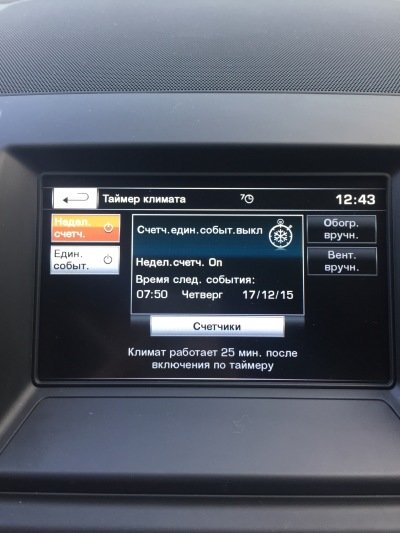 Таймер климата
7
12:43
Недел.
счетч.
Един.
событ.
Счетч.един.событ.выкл
Недел.счетч. On
Время след. события:
07:50 Четверг 17/12/15
Обогр.
вручн.
Вент.
вручн.
Счетчики
Климат работает 25 мин. после
включения по таймеру